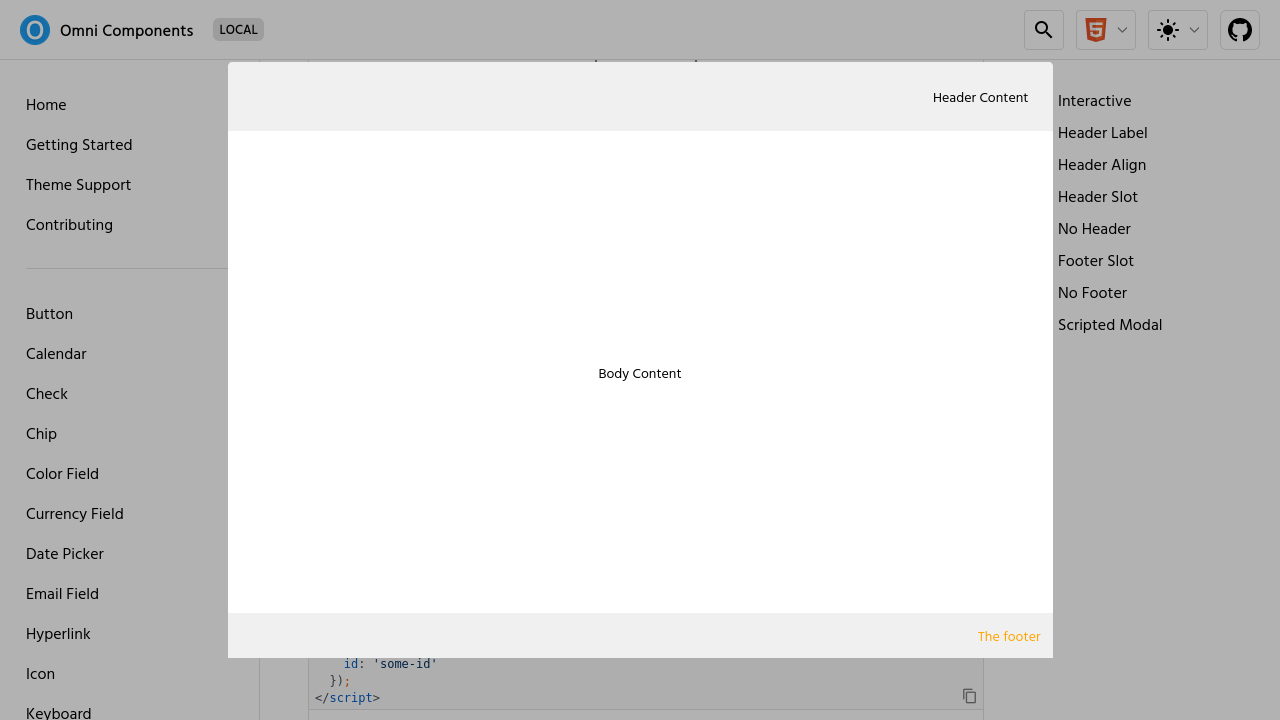 Omni Components
LOCAL
Home
Getting Started
Theme Support
Contributing
Button
Calendar
Check
Chip
Color Field
Currency Field
Date Picker
Email Field
Hyperlink
Icon
Keyboard
Header Content
Body Content
The footer
id: 'some-id'
});
</script>
Interactive
Header Label
Header Align
Header Slot
No Header
Footer Slot
No Footer
Scripted Modal